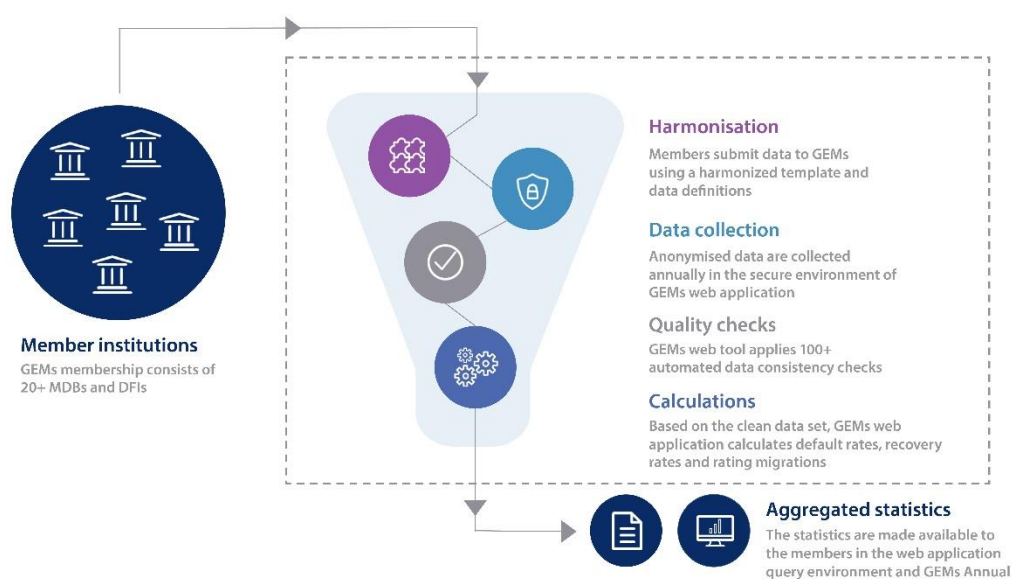 Harmonisation
Members submit data to GEMs
using a harmonized template and
data definitions
Data collection
Anonymised data are collected
annually in the secure environment of
GEMs web application
Quality checks
GEMs web tool applies 100+
automated data consistency checks
Calculations
Based on the clean data set, GEMs web
application calculates default rates, recovery
rates and rating migrations
Member institutions
GEMs membership consists of
20+ MDBs and DFIs
Aggregated statistics
The statistics are made available to
the members in the web application
query environment and GEMs Annual